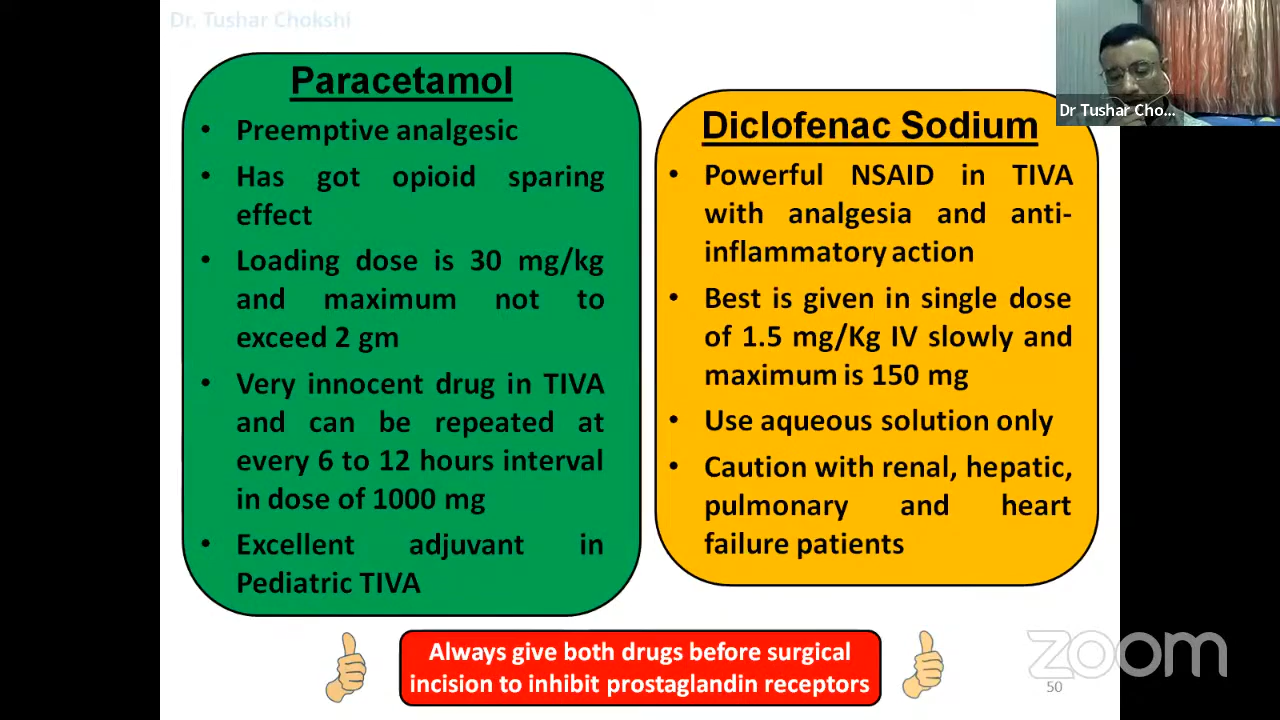 Dr. Tushar Chokshi
Paracetamol
• Preemptive analgesic
• Has got opioid sparing
effect
• Loading dose is 30 mg/kg
and maximum not to
exceed 2 gm
• Very innocent drug in TIVA
and can be repeated at
every 6 to 12 hours interval
in dose of 1000 mg
• Excellent adjuvant in
Pediatric TIVA
Diclofenac Sodium
• Powerful NSAID in TIVA
with analgesia and anti-
inflammatory action
• Best is given in single dose
of 1.5 mg/Kg IV slowly and
maximum is 150 mg
• Use aqueous solution only
• Caution with renal, hepatic,
pulmonary and heart
failure patients
Always give both drugs before surgical
incision to inhibit prostaglandin receptors
Dr Tushar Cho...
zoom
50